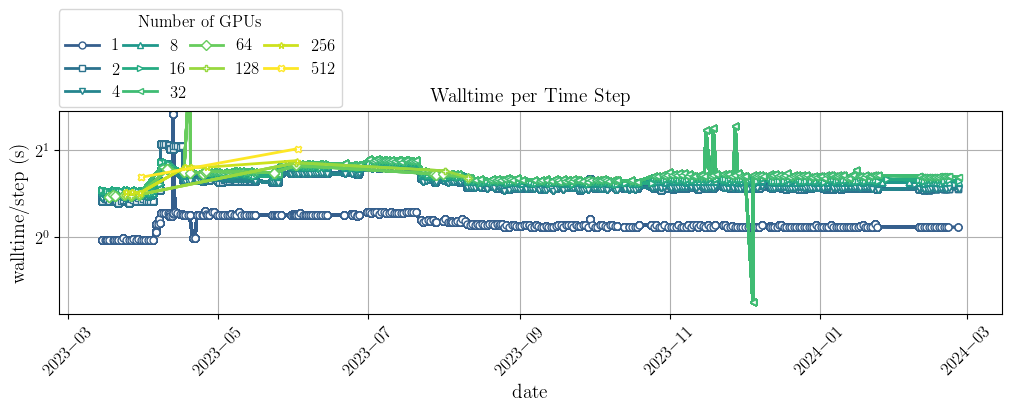 Number of GPUs
1 8 64 256
2 16 128 512
4 32
Walltime per Time Step
walltime/step (s)
2^1
2^0
2023−03 2023−05 2023−07 2023−09 2023−11 2024−01 2024−03
date